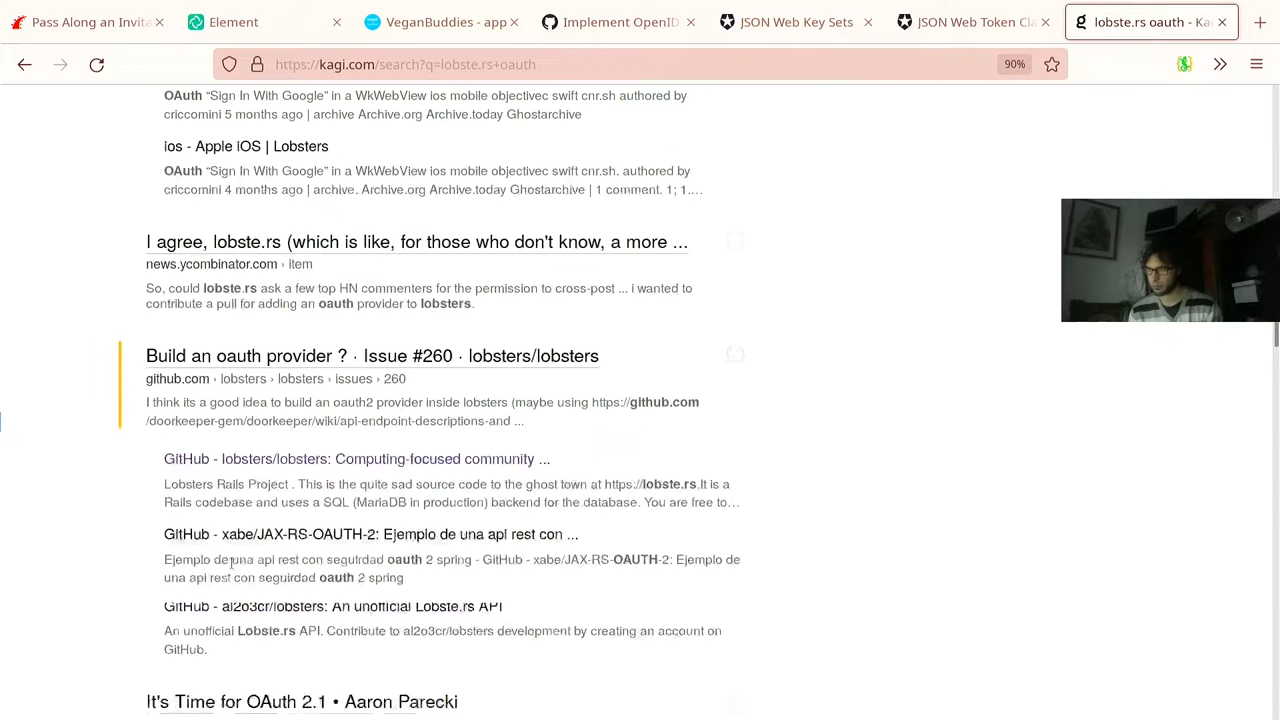 Pass Along an Invita
Element
VeganBuddies - app
Implement OpenID
JSON Web Key Sets
JSON Web Token Cla
lobste.rs oauth - Ka
https://kagi.com/search?q=lobste.rs+oauth
90%
OAuth “Sign In With Google” in a WkWebView ios mobile objectivec swift cnr.sh authored by
criccomini 5 months ago | archive Archive.org Archive.today Ghostarchive
ios - Apple iOS | Lobsters
OAuth “Sign In With Google” in a WkWebView ios mobile objectivec swift cnr.sh. authored by
criccomini 4 months ago | archive. Archive.org Archive.today Ghostarchive | 1 comment. 1; 1....
I agree, lobste.rs (which is like, for those who don't know, a more ...
news.ycombinator.com › item
So, could lobste.rs ask a few top HN commenters for the permission to cross-post ... i wanted to
contribute a pull for adding an oauth provider to lobsters.
Build an oauth provider ? · Issue #260 · lobsters/lobsters
github.com › lobsters › lobsters › issues › 260
I think its a good idea to build an oauth2 provider inside lobsters (maybe using https://github.com
/doorkeeper-gem/doorkeeper/wiki/api-endpoint-descriptions-and ...
GitHub - lobsters/lobsters: Computing-focused community ...
Lobsters Rails Project . This is the quite sad source code to the ghost town at https://lobste.rs.It is a
Rails codebase and uses a SQL (MariaDB in production) backend for the database. You are free to...
GitHub - xabe/JAX-RS-OAUTH-2: Ejemplo de una api rest con ...
Ejemplo de una api rest con seguirdad oauth 2 spring - GitHub - xabe/JAX-RS-OAUTH-2: Ejemplo de
una api rest con seguirdad oauth 2 spring
GitHub - al2o3cr/lobsters: An unofficial Lobste.rs API
An unofficial Lobste.rs API. Contribute to al2o3cr/lobsters development by creating an account on
GitHub.
It's Time for OAuth 2.1 • Aaron Parecki